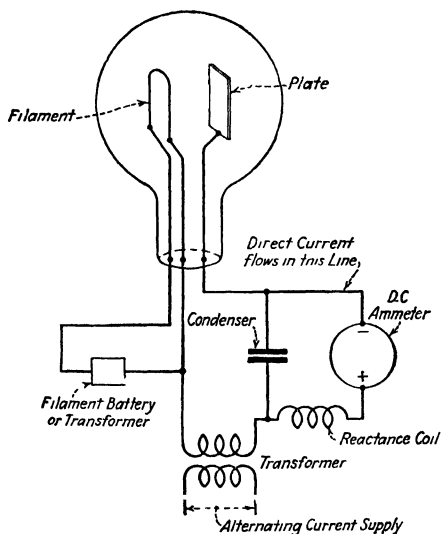 Filament
Plate
Direct Current
flows in this Line
D.C
Ammeter
Condenser
−
+
Filament Battery
or Transformer
Reactance Coil
Transformer
Alternating Current Supply